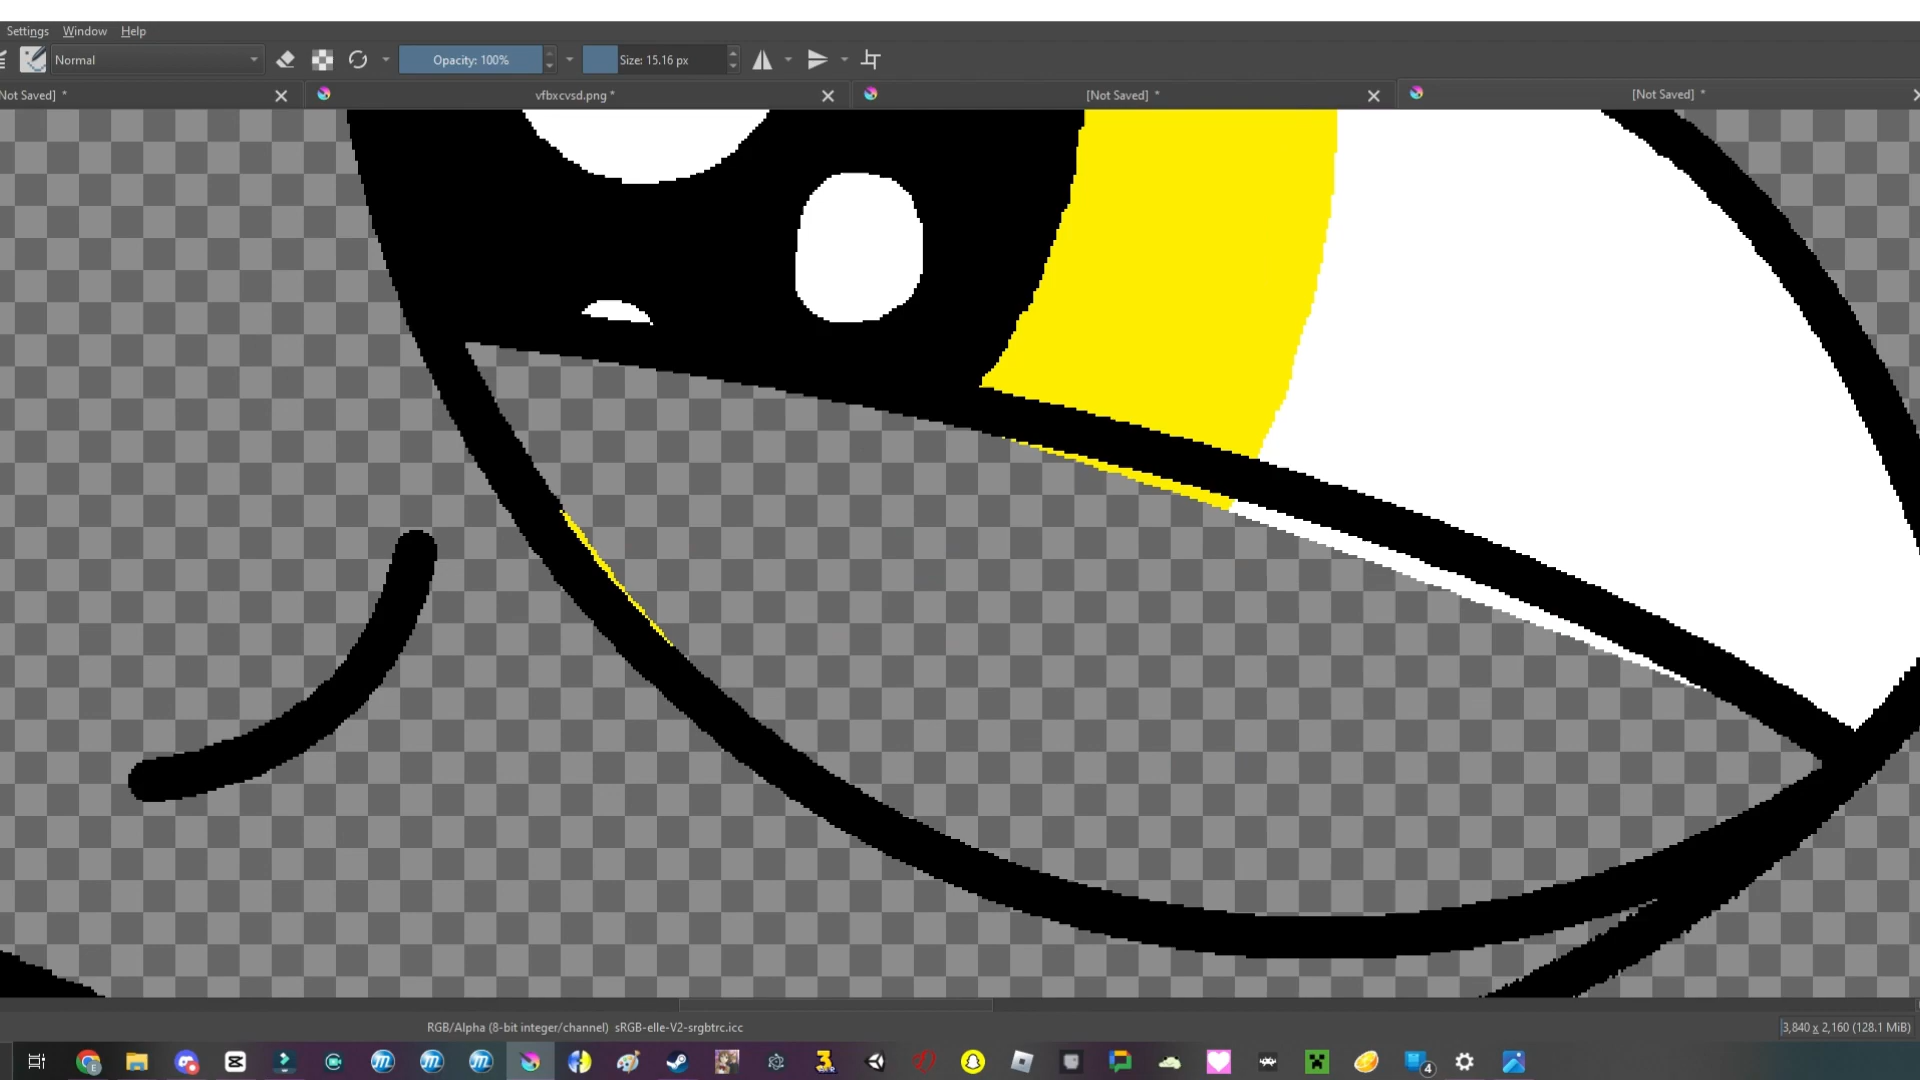 Settings Window Help
Normal Opacity: 100% Size: 15.16 px
Not Saved] * vfbxcvsd.png * [Not Saved] * [Not Saved] *
RGB/Alpha (8-bit integer/channel) sRGB-elle-V2-srgbtrc.icc 3,840 x 2,160 (128.1 MiB)
E 4